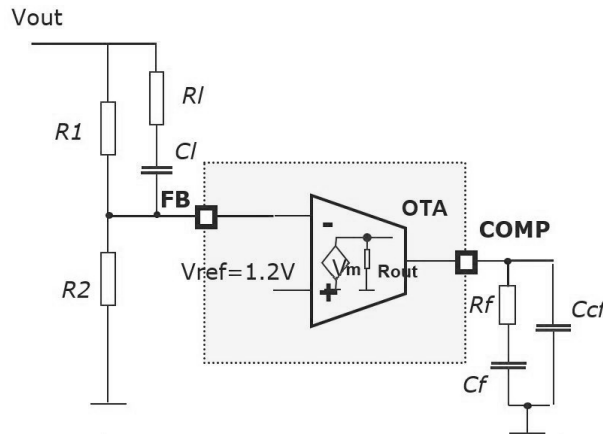 Vout
Rl
R1
Cl
FB
OTA
COMP
-
Vref=1.2V
Vm
Rout
+
R2
Rf
Ccf
Cf